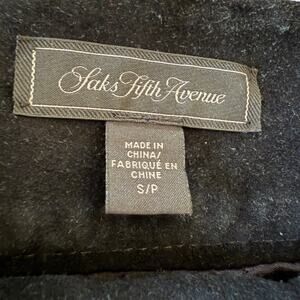 Saks Fifth Avenue
MADE IN
CHINA/
FABRIQUÉ EN
CHINE
S/P